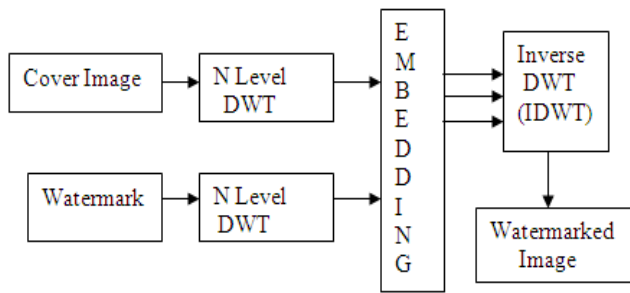 Cover Image
N Level
DWT
Watermark
N Level
DWT
E
M
B
E
D
D
I
N
G
Inverse
DWT
(IDWT)
Watermarked
Image